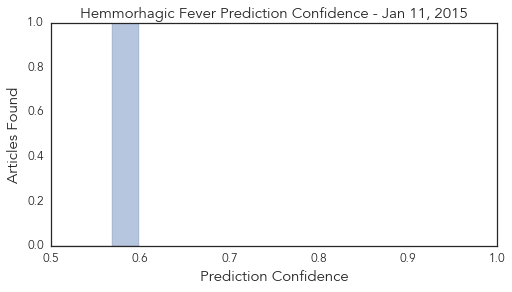 Hemmorhagic Fever Prediction Confidence - Jan 11, 2015
1.0
0.8
0.6
0.4
0.2
0.0
Articles Found
0.5 0.6 0.7 0.8 0.9 1.0
Prediction Confidence